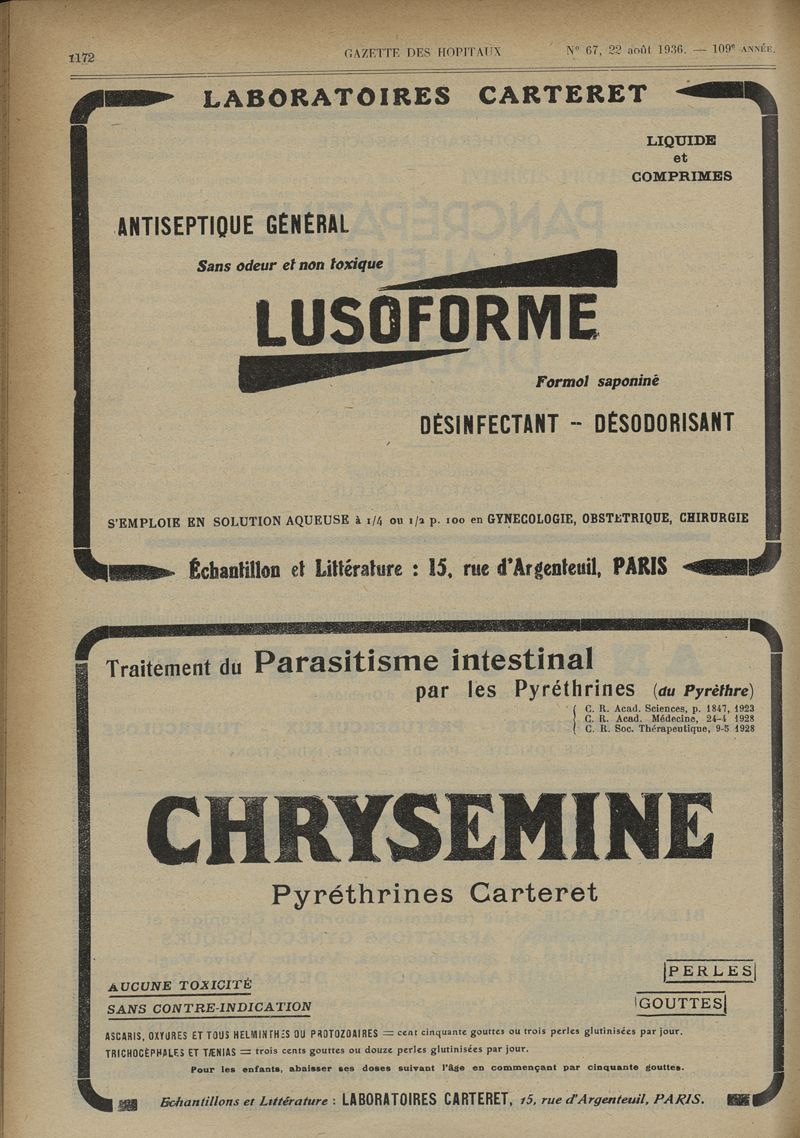 1172 GAZETTE DES HOPITAUX N° 67, 22 août 1936. — 109e ANNÉE.
LABORATOIRES CARTERET
LIQUIDE
et
COMPRIMES
ANTISEPTIQUE GÉNÉRAL
Sans odeur et non toxique
LUSOFORME
Formol saponiné
DÉSINFECTANT - DÉSODORISANT
S'EMPLOIE EN SOLUTION AQUEUSE à 1/4 ou 1/2 p. 100 en GYNECOLOGIE, OBSTETRIQUE, CHIRURGIE
Échantillon et Littérature : 15, rue d'Argenteuil, PARIS
Traitement du Parasitisme intestinal
par les Pyréthrines (du Pyrèthre)
C. R. Acad. Sciences, p. 1847, 1923
C. R. Acad. Médecine, 24-4 1928
C. R. Soc. Thérapeutique, 9-5 1928
CHRYSEMINE
Pyréthrines Carteret
PERLES
AUCUNE TOXICITÉ
GOUTTES
SANS CONTRE-INDICATION
ASCARIS, OXYURES ET TOUS HELMINTHES OU PROTOZOAIRES = cent cinquante gouttes ou trois perles glutinisées par jour.
TRICHOCÉPHALES ET TÆNIAS = trois cents gouttes ou douze perles glutinisées par jour.
Pour les enfants, abaisser ses doses suivant l'âge en commençant par cinquante gouttes.
Echantillons et Littérature : LABORATOIRES CARTERET, 15, rue d'Argenteuil, PARIS.